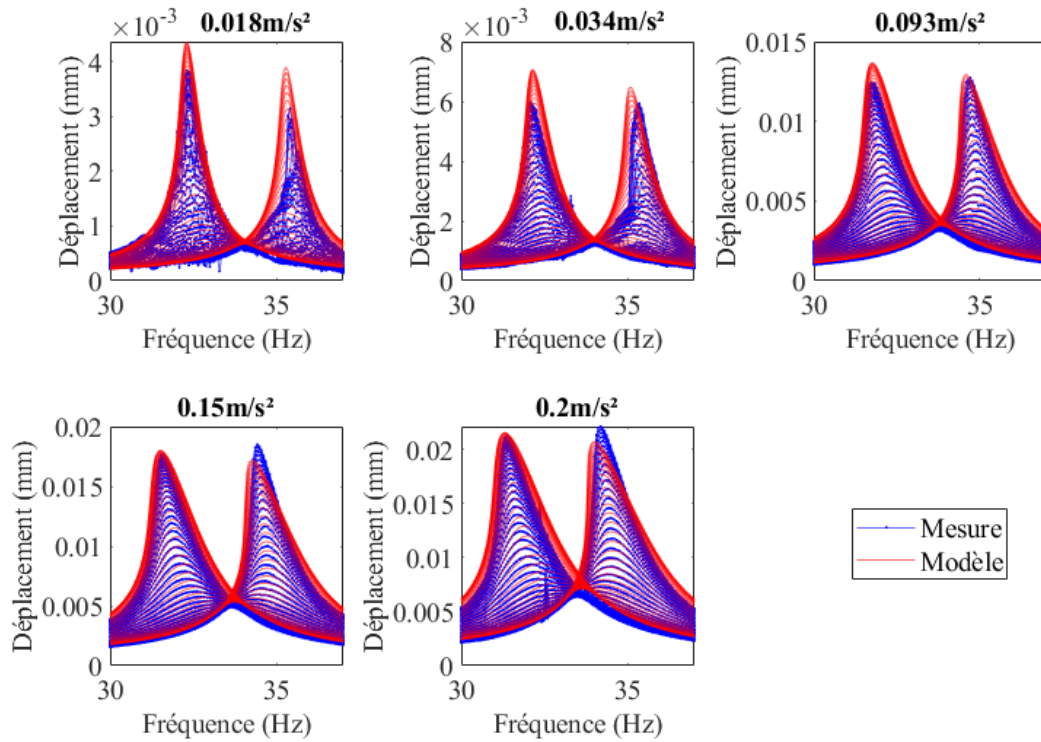 ×10⁻³ 0.018m/s²
Déplacement (mm)
4
3
2
1
0
30 35
Fréquence (Hz)
×10⁻³ 0.034m/s²
Déplacement (mm)
8
6
4
2
0
30 35
Fréquence (Hz)
0.093m/s²
Déplacement (mm)
0.015
0.01
0.005
0
30 35
Fréquence (Hz)
0.15m/s²
Déplacement (mm)
0.02
0.015
0.01
0.005
0
30 35
Fréquence (Hz)
0.2m/s²
Déplacement (mm)
0.02
0.015
0.01
0.005
0
30 35
Fréquence (Hz)
Mesure
Modèle